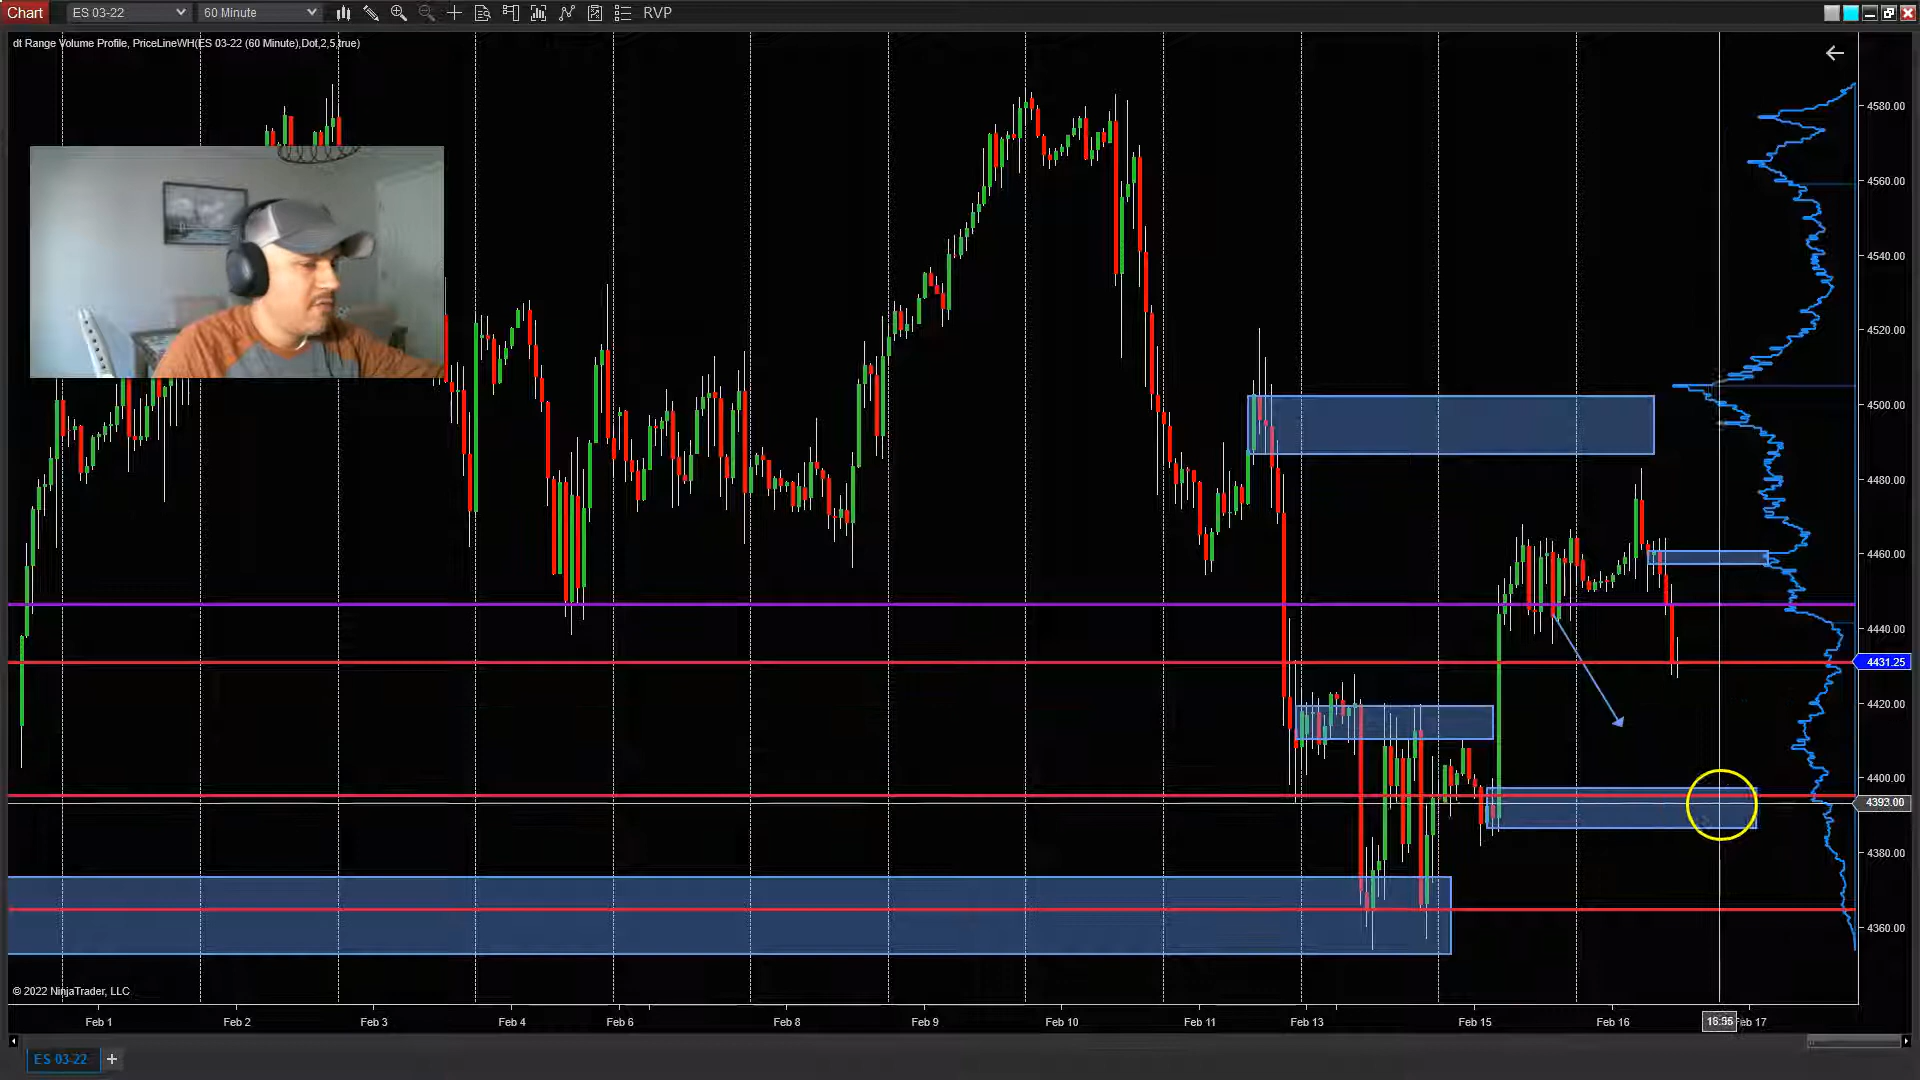 Chart ES 03-22 60 Minute RVP
dt Range Volume Profile, PriceLineWH(ES 03-22 (60 Minute),Dot,2,5,true)
4580.00
4560.00
4540.00
4520.00
4500.00
4480.00
4460.00
4440.00
4431.25
4420.00
4400.00
4393.00
4380.00
4360.00
© 2022 NinjaTrader, LLC
Feb 1 Feb 2 Feb 3 Feb 4 Feb 6 Feb 8 Feb 9 Feb 10 Feb 11 Feb 13 Feb 15 Feb 16 Feb 17
ES 03-22 +